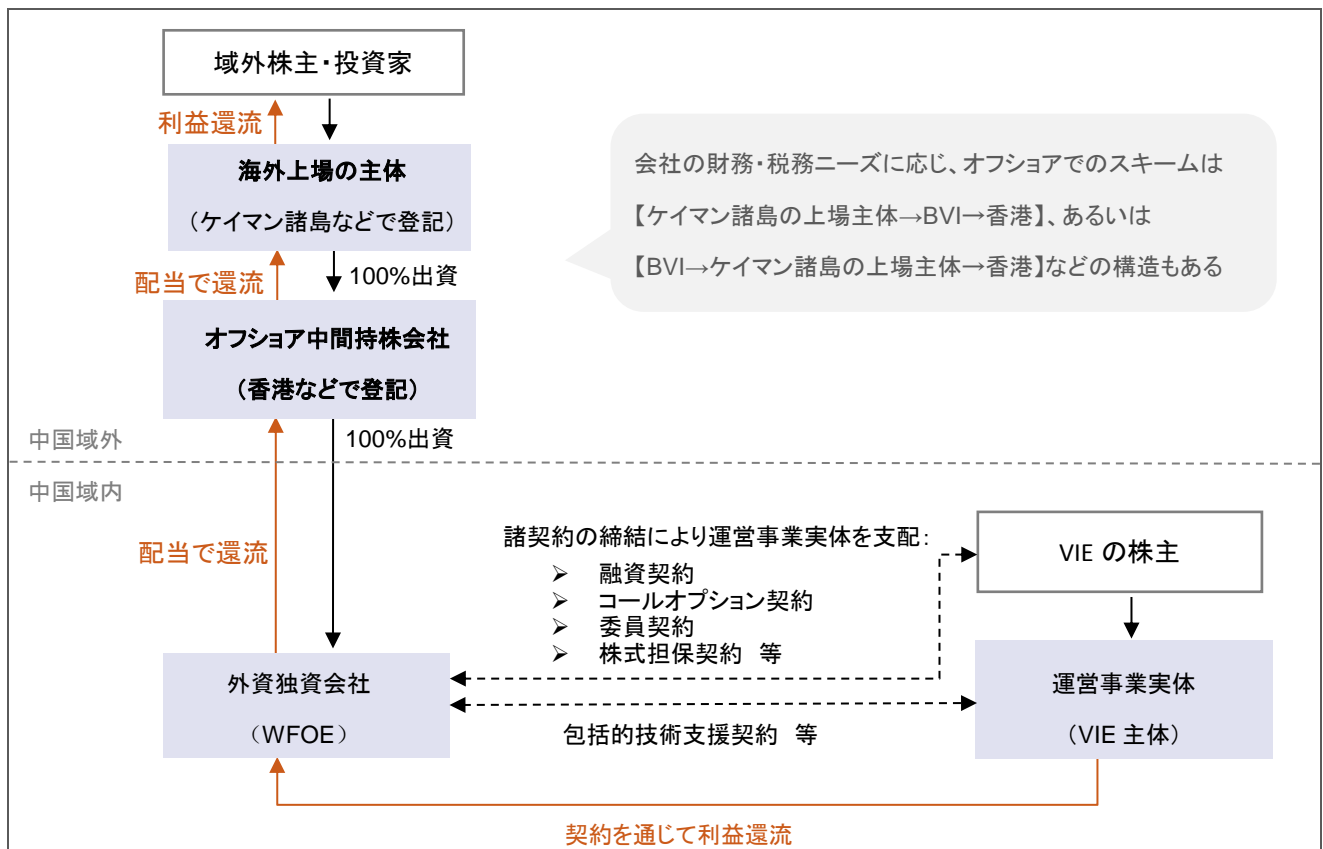 域外株主・投資家
利益還流
海外上場の主体
（ケイマン諸島などで登記）
会社の財務・税務ニーズに応じ、オフショアでのスキームは
【ケイマン諸島の上場主体→BVI→香港】、あるいは
【BVI→ケイマン諸島の上場主体→香港】などの構造もある
配当で還流
100%出資
オフショア中間持株会社
（香港などで登記）
100%出資
中国域外
中国域内
配当で還流
諸契約の締結により運営事業実体を支配：
➢ 融資契約
➢ コールオプション契約
➢ 委員契約
➢ 株式担保契約 等
VIE の株主
外資独資会社
（WFOE）
包括的技術支援契約 等
運営事業実体
（VIE 主体）
契約を通じて利益還流